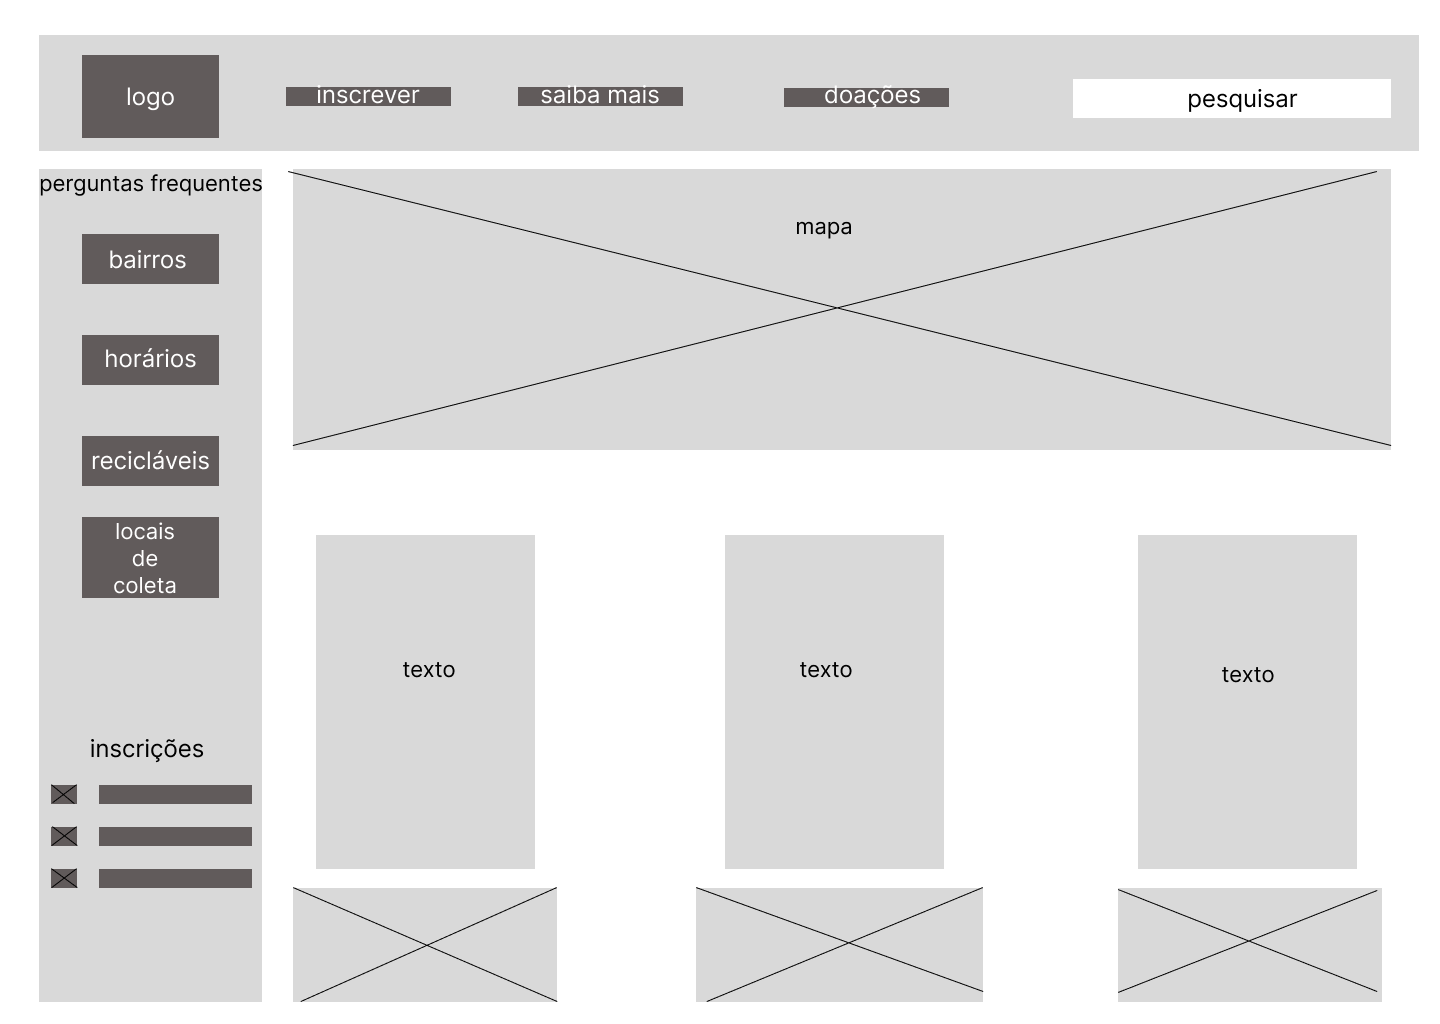 logo
inscrever
saiba mais
doações
pesquisar
perguntas frequentes
bairros
horários
recicláveis
locais
de
coleta
inscrições
mapa
texto
texto
texto